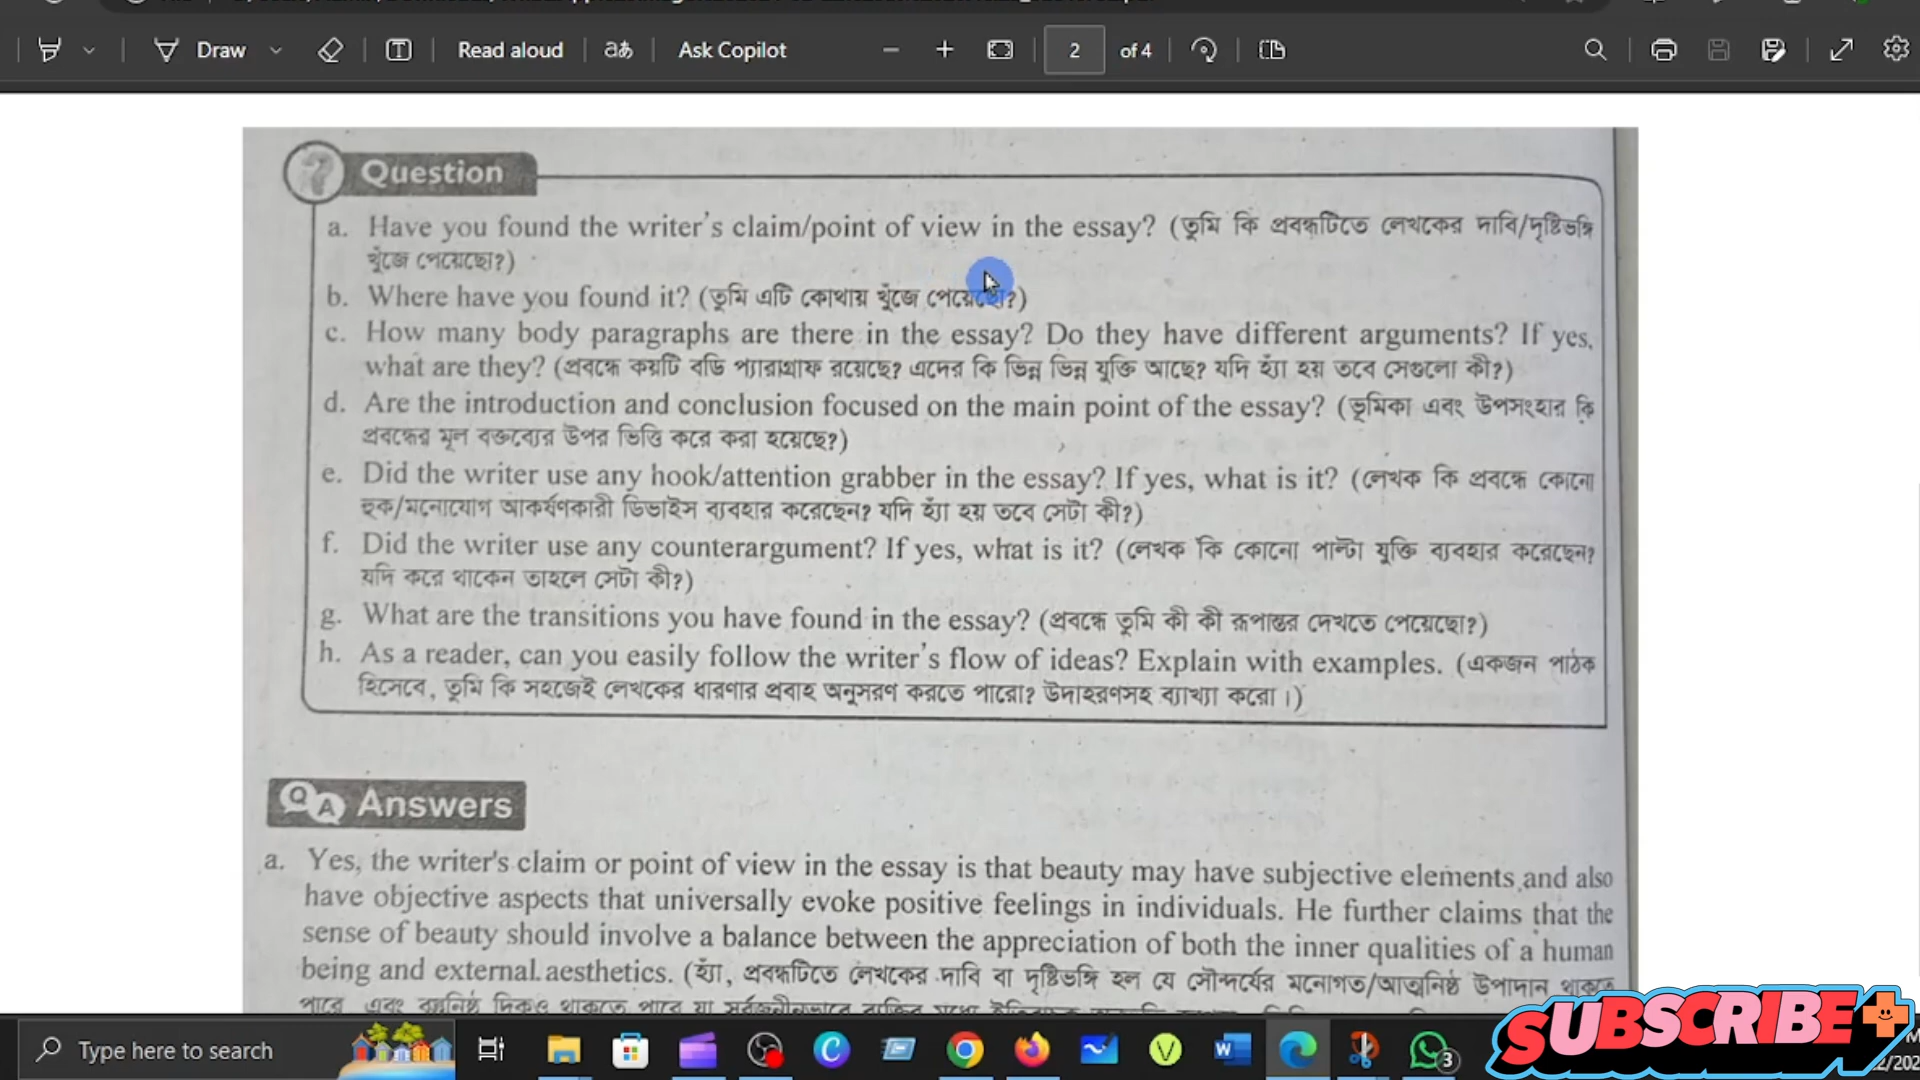 Draw
Read aloud
aあ
Ask Copilot
2
of 4
Question
a. Have you found the writer's claim/point of view in the essay? (তুমি কি প্রবন্ধটিতে লেখকের দাবি/দৃষ্টিভঙ্গি
খুঁজে পেয়েছো?)
b. Where have you found it? (তুমি এটি কোথায় খুঁজে পেয়েছো?)
c. How many body paragraphs are there in the essay? Do they have different arguments? If yes,
what are they? (প্রবন্ধে কয়টি বডি প্যারাগ্রাফ রয়েছে? এদের কি ভিন্ন ভিন্ন যুক্তি আছে? যদি হ্যাঁ হয় তবে সেগুলো কী?)
d. Are the introduction and conclusion focused on the main point of the essay? (ভূমিকা এবং উপসংহার কি
প্রবন্ধের মূল বক্তব্যের উপর ভিত্তি করে করা হয়েছে?)
e. Did the writer use any hook/attention grabber in the essay? If yes, what is it? (লেখক কি প্রবন্ধে কোনো
হুক/মনোযোগ আকর্ষণকারী ডিভাইস ব্যবহার করেছেন? যদি হ্যাঁ হয় তবে সেটা কী?)
f. Did the writer use any counterargument? If yes, what is it? (লেখক কি কোনো পাল্টা যুক্তি ব্যবহার করেছেন?
যদি করে থাকেন তাহলে সেটা কী?)
g. What are the transitions you have found in the essay? (প্রবন্ধে তুমি কী কী রূপান্তর দেখতে পেয়েছো?)
h. As a reader, can you easily follow the writer's flow of ideas? Explain with examples. (একজন পাঠক
হিসেবে, তুমি কি সহজেই লেখকের ধারণার প্রবাহ অনুসরণ করতে পারো? উদাহরণসহ ব্যাখ্যা করো।)
QA Answers
a. Yes, the writer's claim or point of view in the essay is that beauty may have subjective elements and also
have objective aspects that universally evoke positive feelings in individuals. He further claims that the
sense of beauty should involve a balance between the appreciation of both the inner qualities of a human
being and external aesthetics. (হ্যাঁ, প্রবন্ধটিতে লেখকের দাবি বা দৃষ্টিভঙ্গি হল যে সৌন্দর্যের মনোগত/আত্মনিষ্ঠ উপাদান থাকতে
পারে এবং বস্তুনিষ্ঠ দিকও থাকতে পারে যা
Type here to search
3
SUBSCRIBE